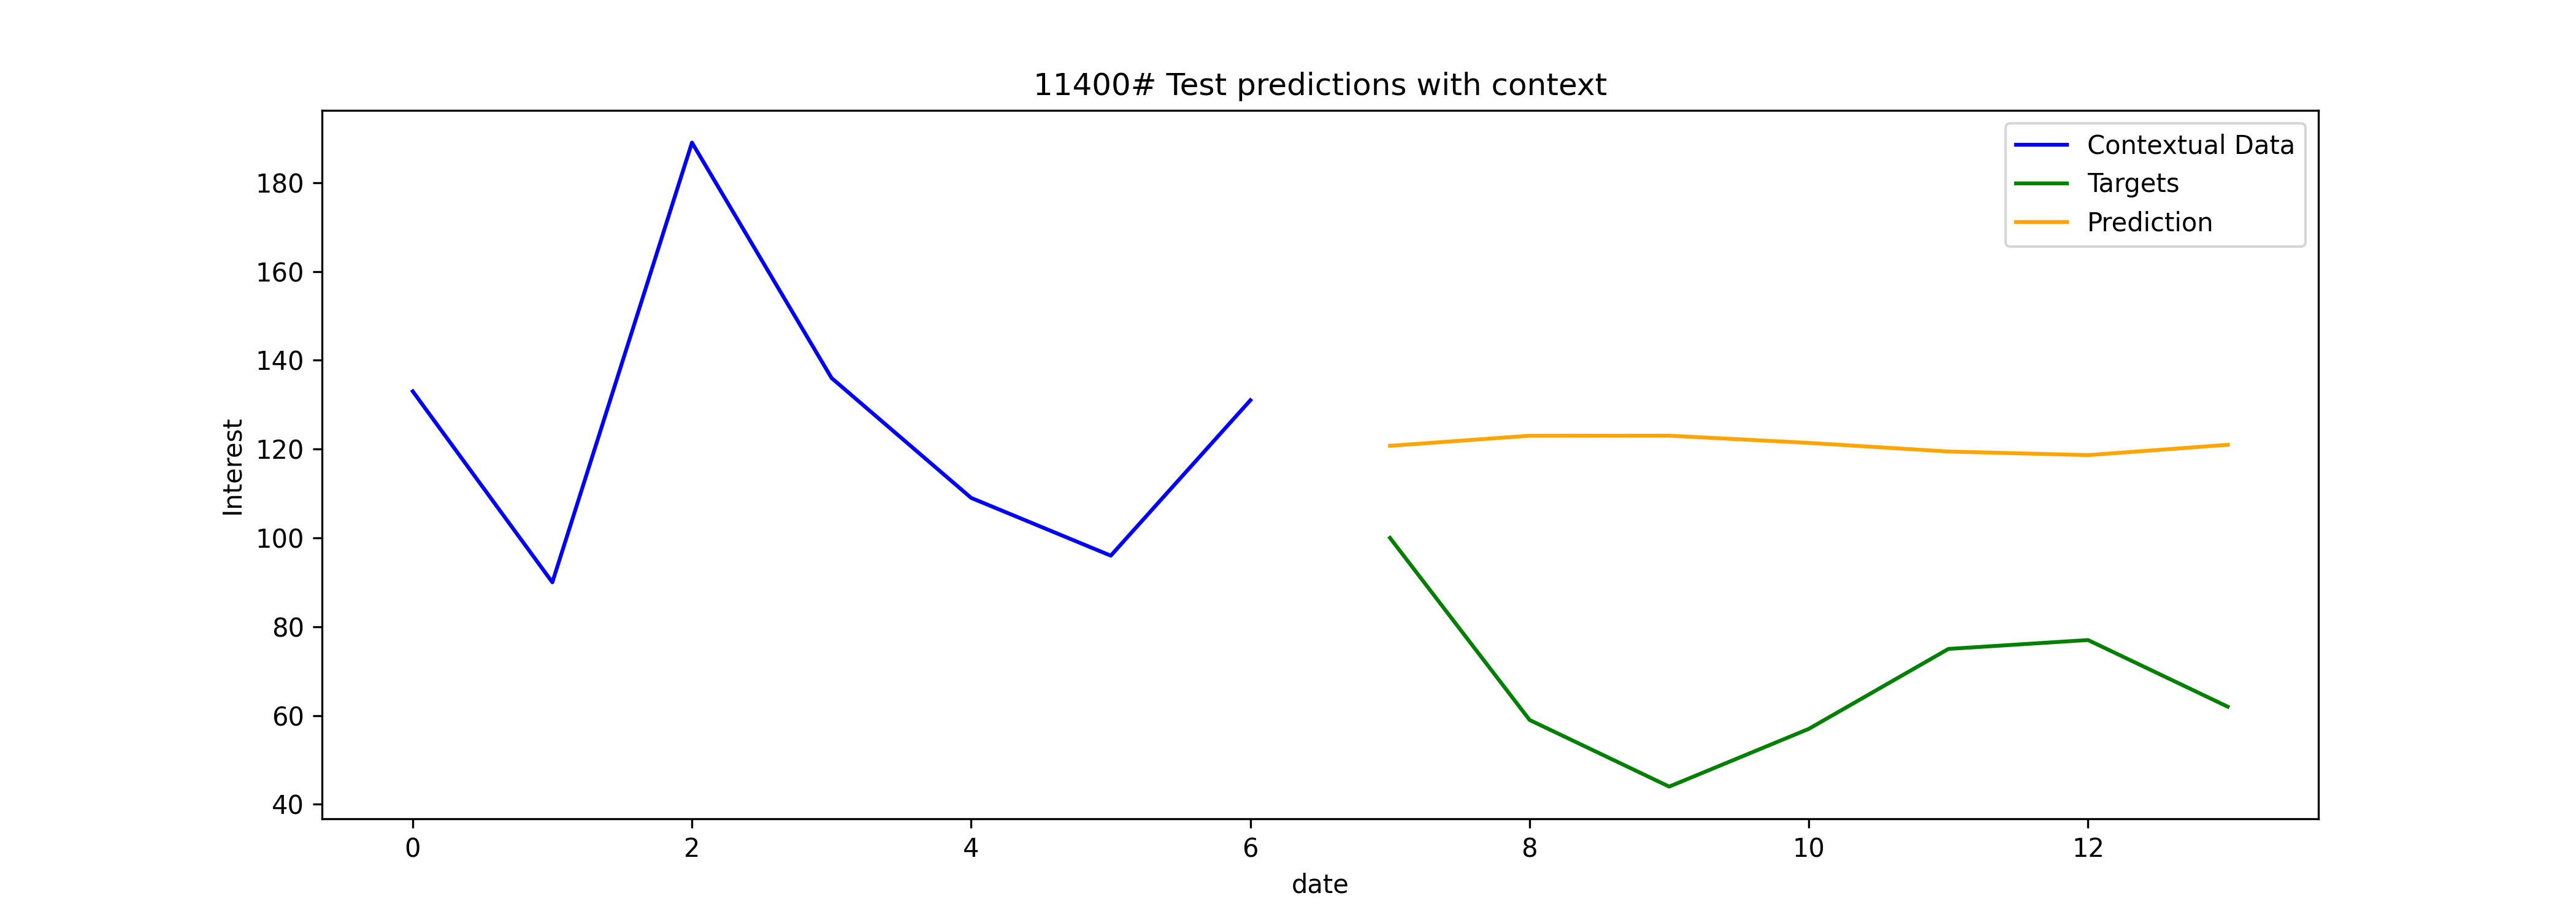 11400# Test predictions with context
Contextual Data
Targets
Prediction
Interest
180
160
140
120
100
80
60
40
0 2 4 6 8 10 12
date